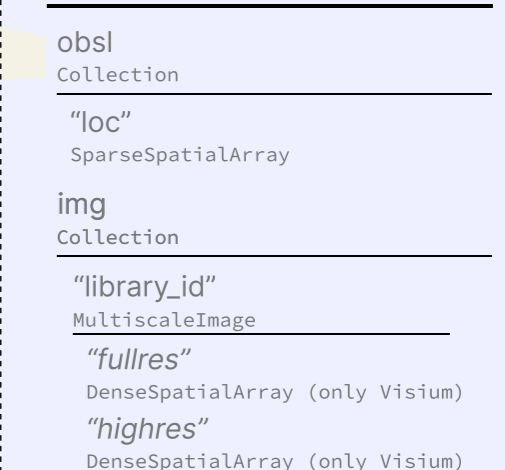 obsl
Collection
“loc”
SparseSpatialArray
img
Collection
“library_id”
MultiscaleImage
“fullres”
DenseSpatialArray (only Visium)
“highres”
DenseSpatialArray (only Visium)